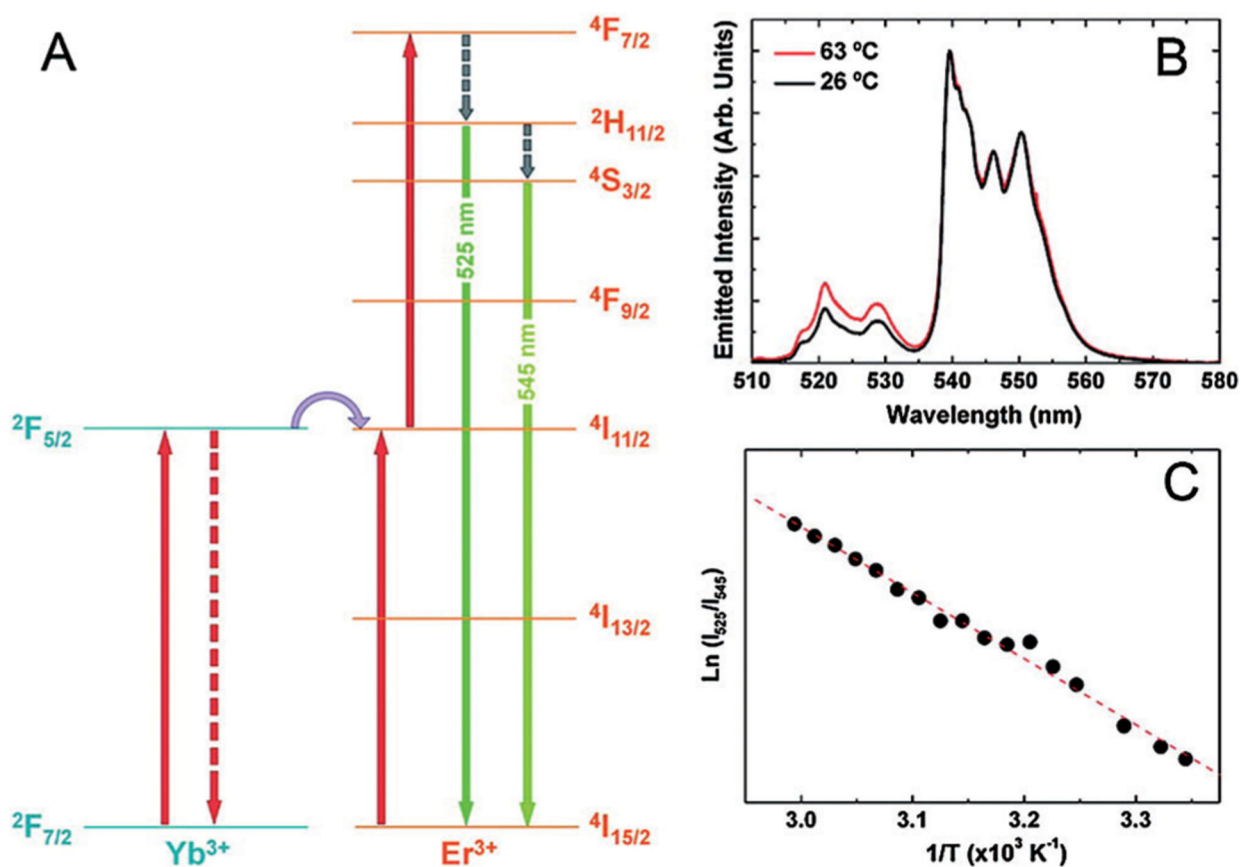 A
⁴F₇/₂
²H₁₁/₂
⁴S₃/₂
⁴F₉/₂
525 nm
545 nm
²F₅/₂
⁴I₁₁/₂
⁴I₁₃/₂
²F₇/₂
⁴I₁₅/₂
Yb³⁺
Er³⁺
B
63 ºC
26 ºC
Emitted Intensity (Arb. Units)
510 520 530 540 550 560 570 580
Wavelength (nm)
C
Ln (I₅₂₅/I₅₄₅)
3.0 3.1 3.2 3.3
1/T (x10³ K⁻¹)